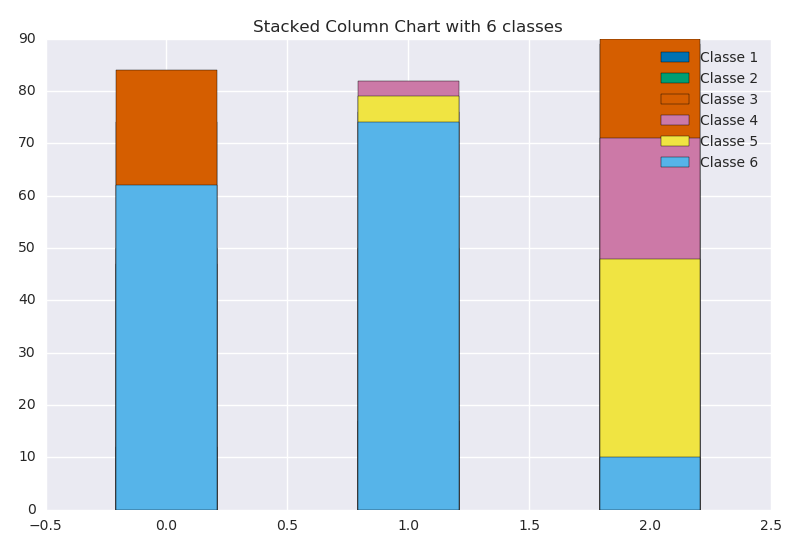 Stacked Column Chart with 6 classes
90
80
70
60
50
40
30
20
10
0
−0.5 0.0 0.5 1.0 1.5 2.0 2.5
Classe 1
Classe 2
Classe 3
Classe 4
Classe 5
Classe 6